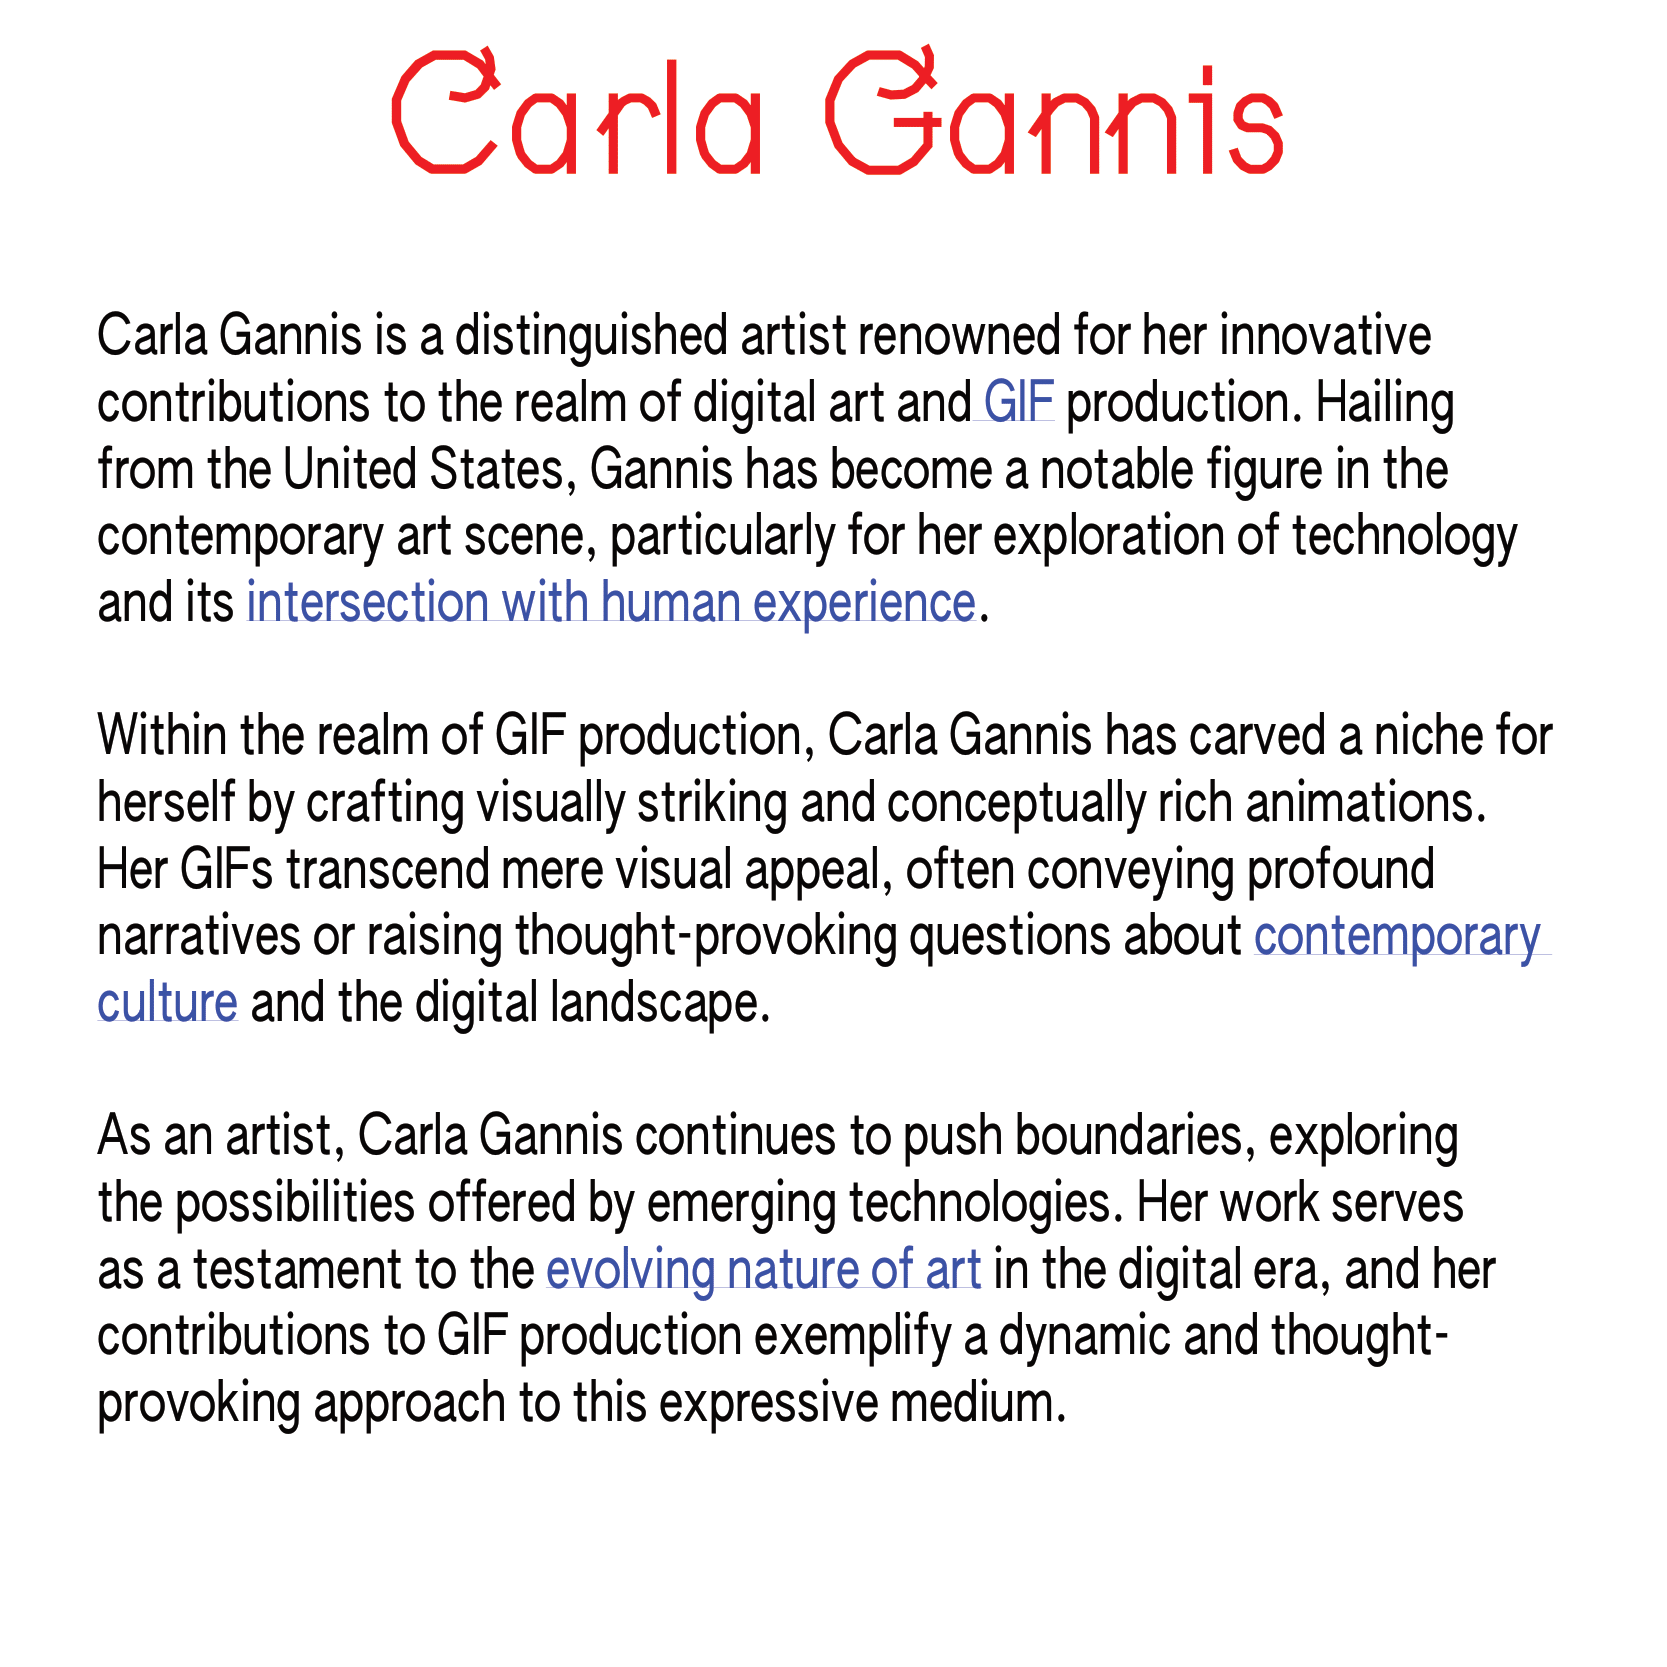 Carla Gannis
Carla Gannis is a distinguished artist renowned for her innovative
contributions to the realm of digital art and GIF production. Hailing
from the United States, Gannis has become a notable figure in the
contemporary art scene, particularly for her exploration of technology
and its intersection with human experience.
Within the realm of GIF production, Carla Gannis has carved a niche for
herself by crafting visually striking and conceptually rich animations.
Her GIFs transcend mere visual appeal, often conveying profound
narratives or raising thought-provoking questions about contemporary
culture and the digital landscape.
As an artist, Carla Gannis continues to push boundaries, exploring
the possibilities offered by emerging technologies. Her work serves
as a testament to the evolving nature of art in the digital era, and her
contributions to GIF production exemplify a dynamic and thought-
provoking approach to this expressive medium.